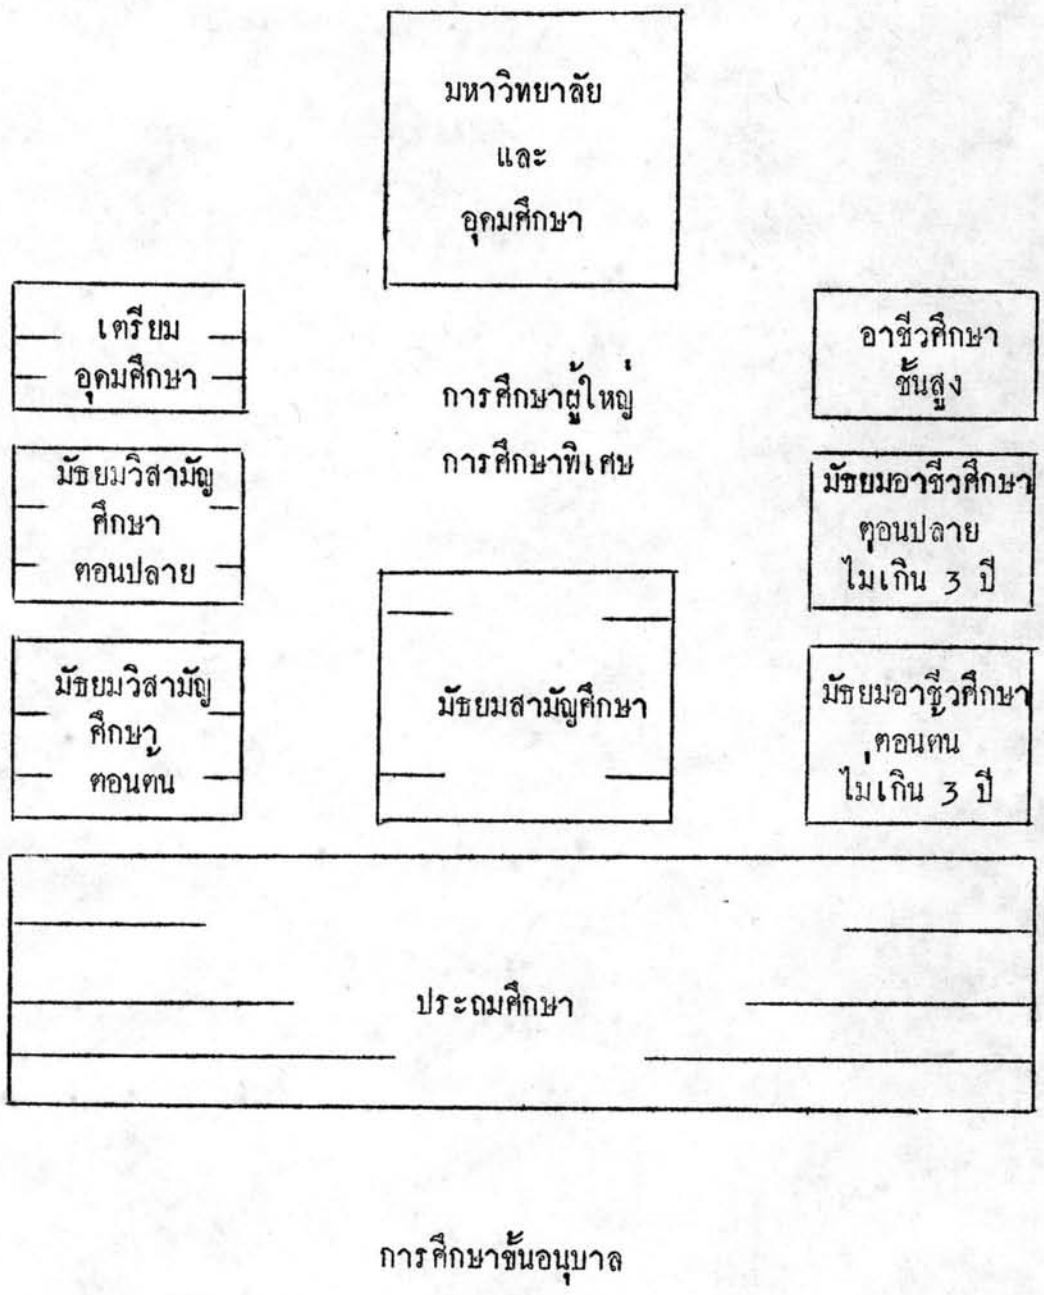 มหาวิทยาลัย
และ
อุดมศึกษา
เตรียม
อุดมศึกษา
การศึกษาผู้ใหญ่
การศึกษาพิเศษ
อาชีวศึกษา
ชั้นสูง
มัธยมวิสามัญ
ศึกษา
ตอนปลาย
มัธยมอาชีวศึกษา
ตอนปลาย
ไม่เกิน 3 ปี
มัธยมวิสามัญ
ศึกษา
ตอนต้น
มัธยมสามัญศึกษา
มัธยมอาชีวศึกษา
ตอนต้น
ไม่เกิน 3 ปี
ประถมศึกษา
การศึกษาชั้นอนุบาล